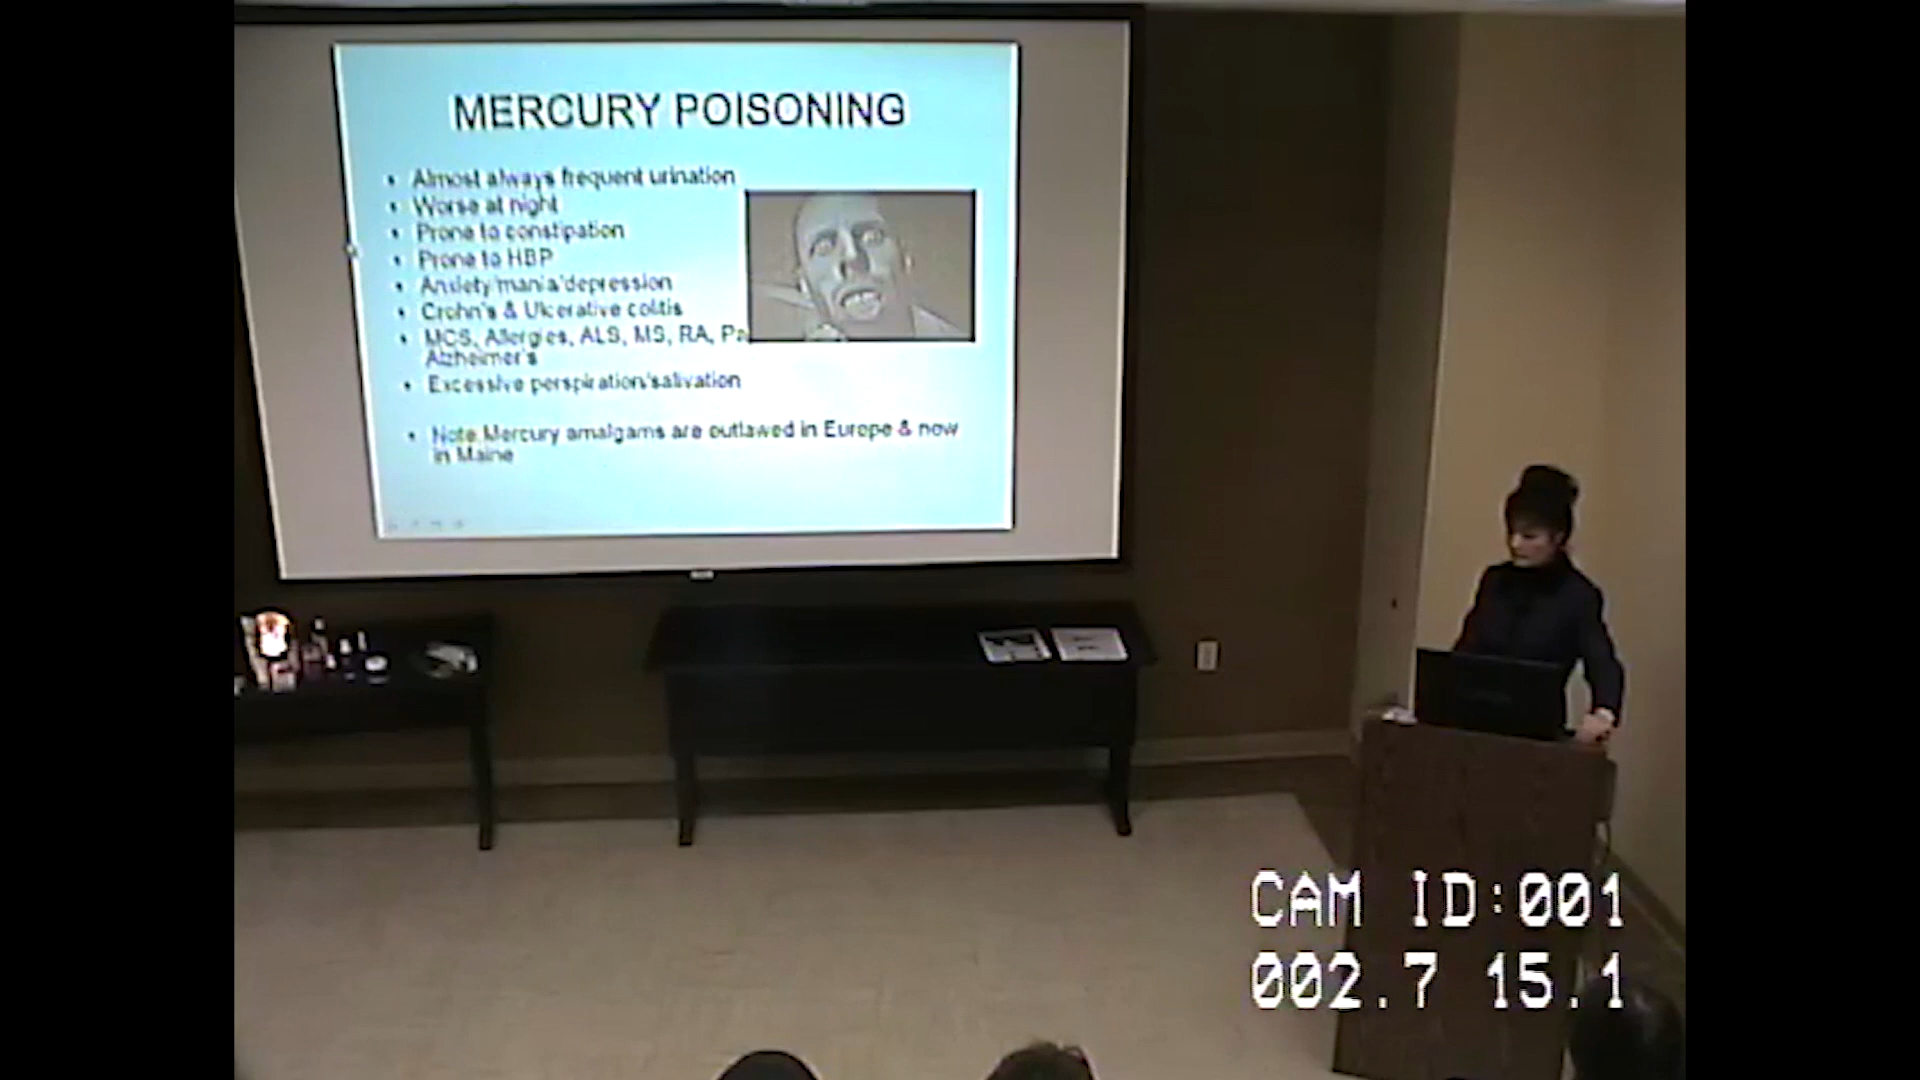 MERCURY POISONING
• Almost always frequent urination
• Worse at night
• Prone to constipation
• Prone to HBP
• Anxiety/mania/depression
• Crohn's & Ulcerative colitis
• MCS, Allergies, ALS, MS, RA, Pa
Alzheimer's
• Excessive perspiration/salivation
• Note Mercury amalgams are outlawed in Europe & now
in Maine
CAM ID:001
002.7 15.1